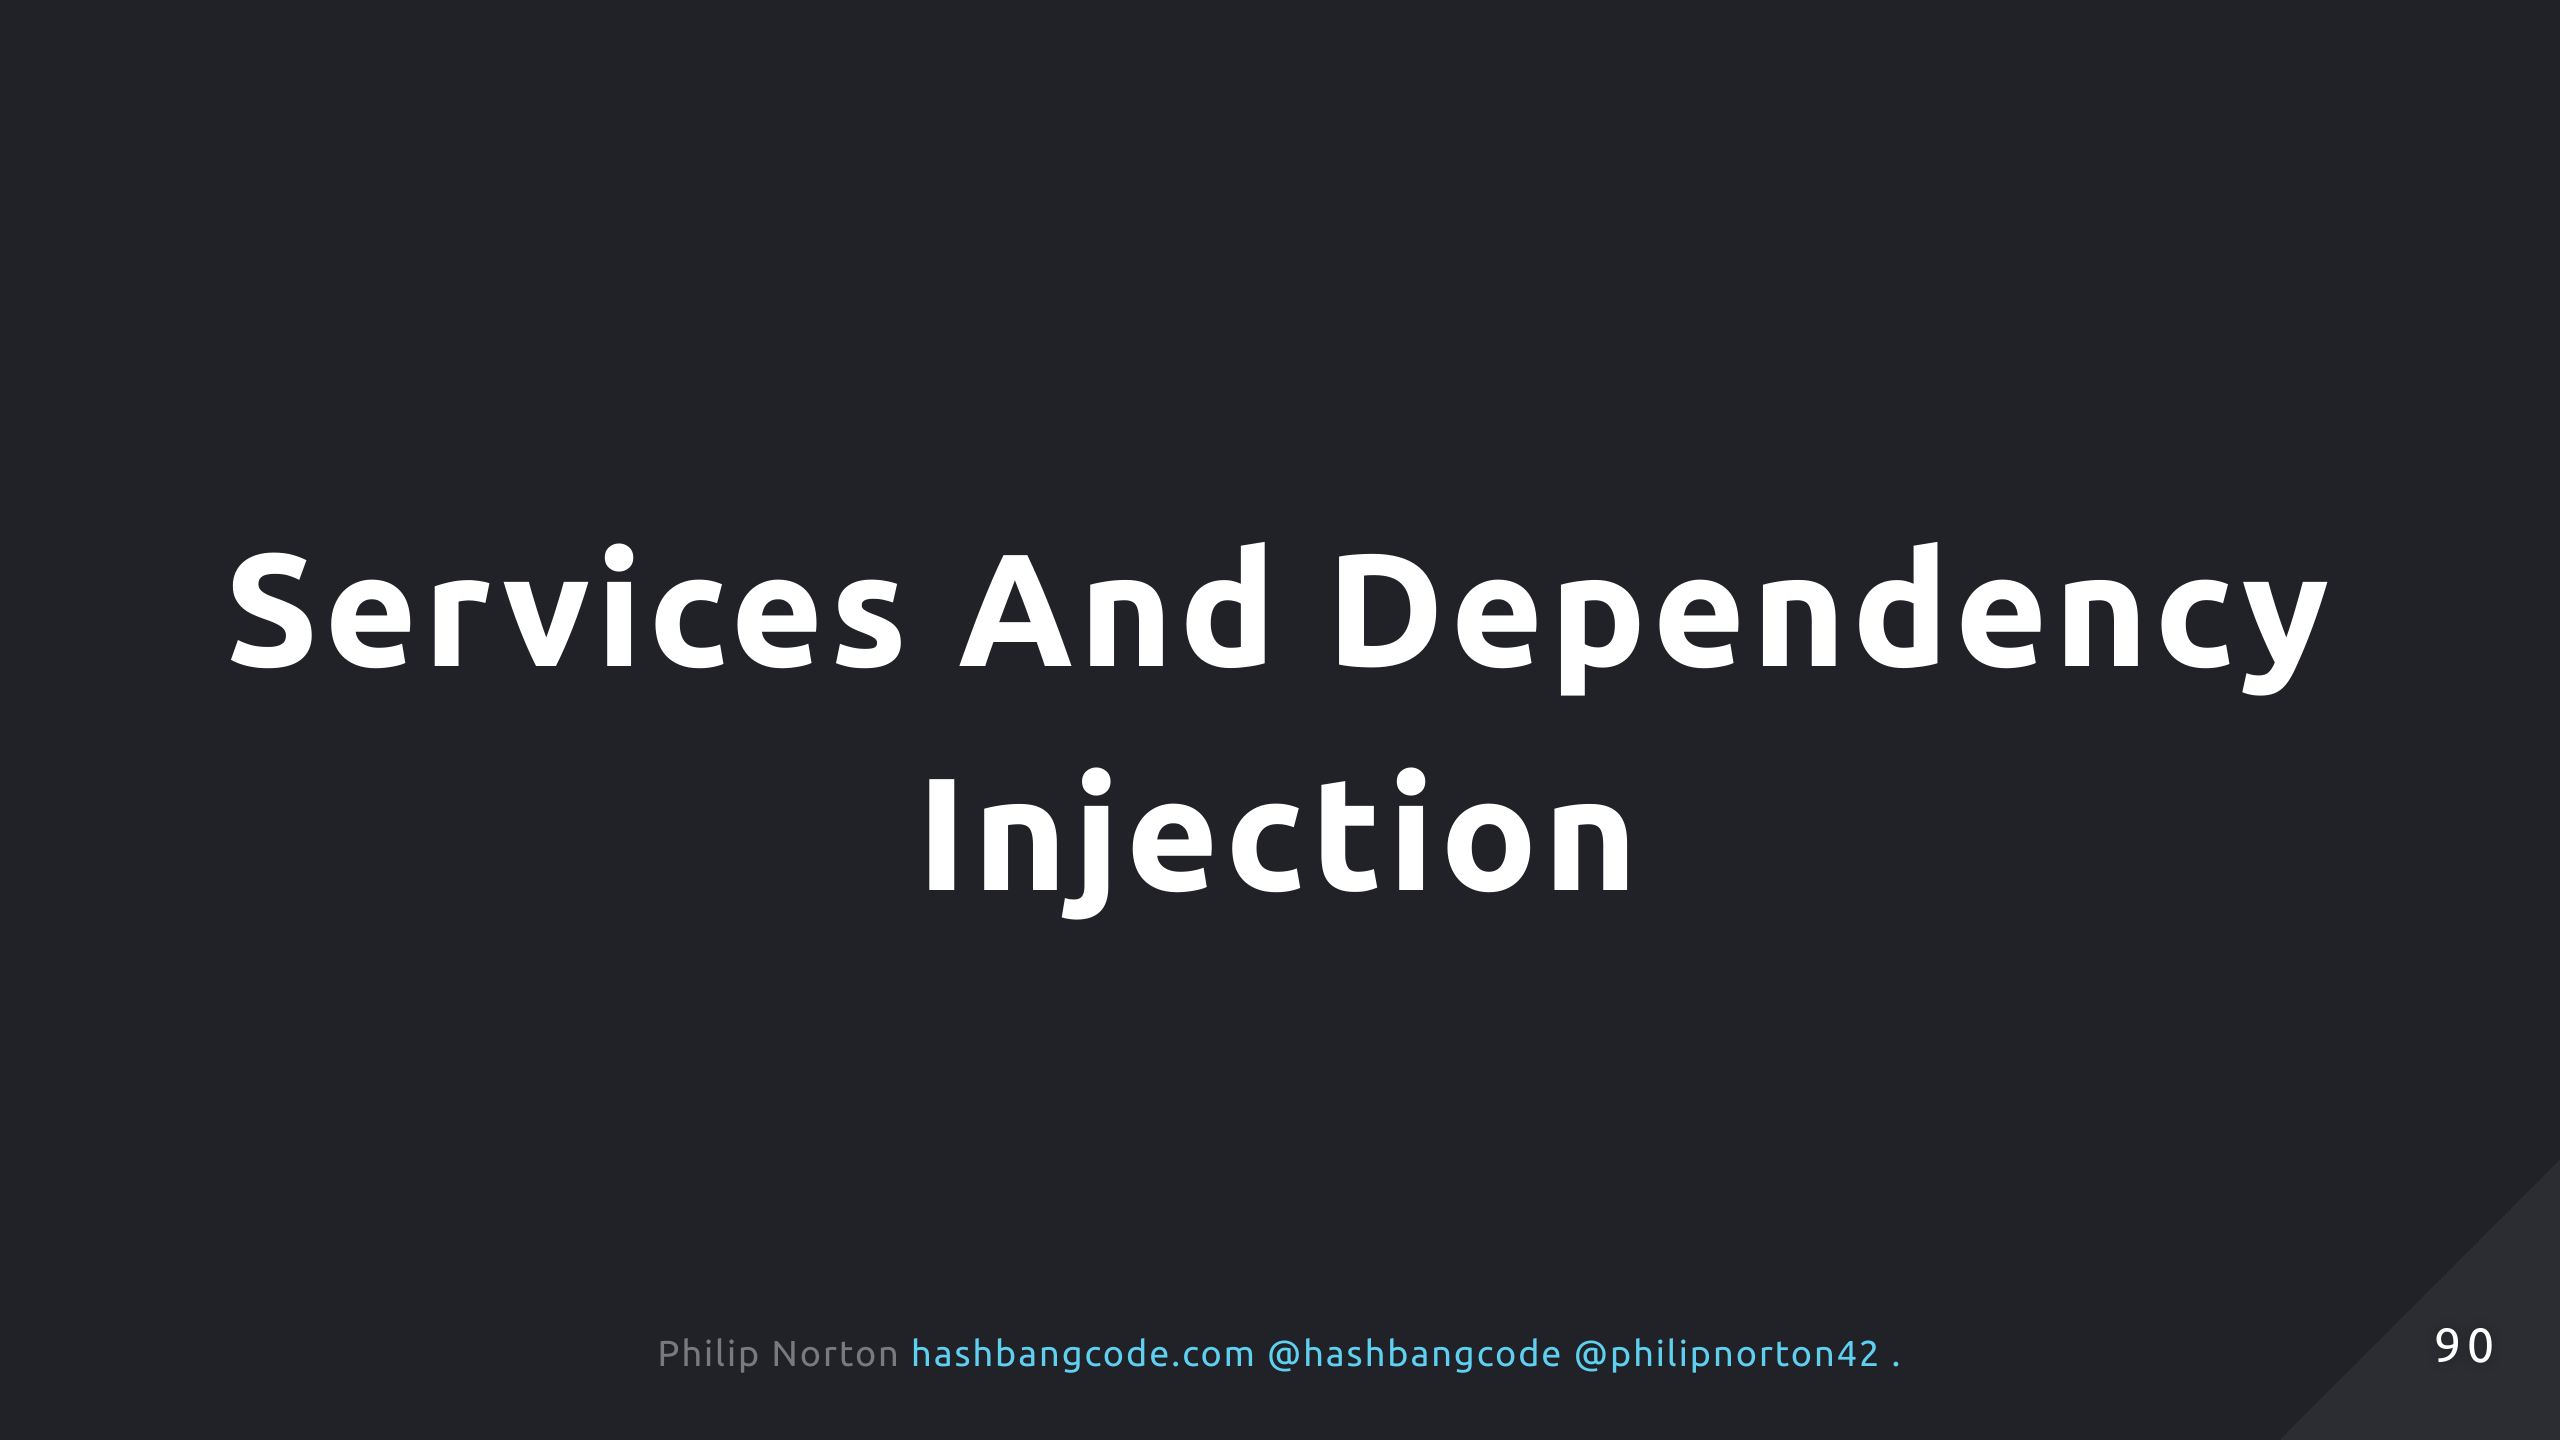 Services And Dependency
Injection
Philip Norton hashbangcode.com @hashbangcode @philipnorton42 .
90